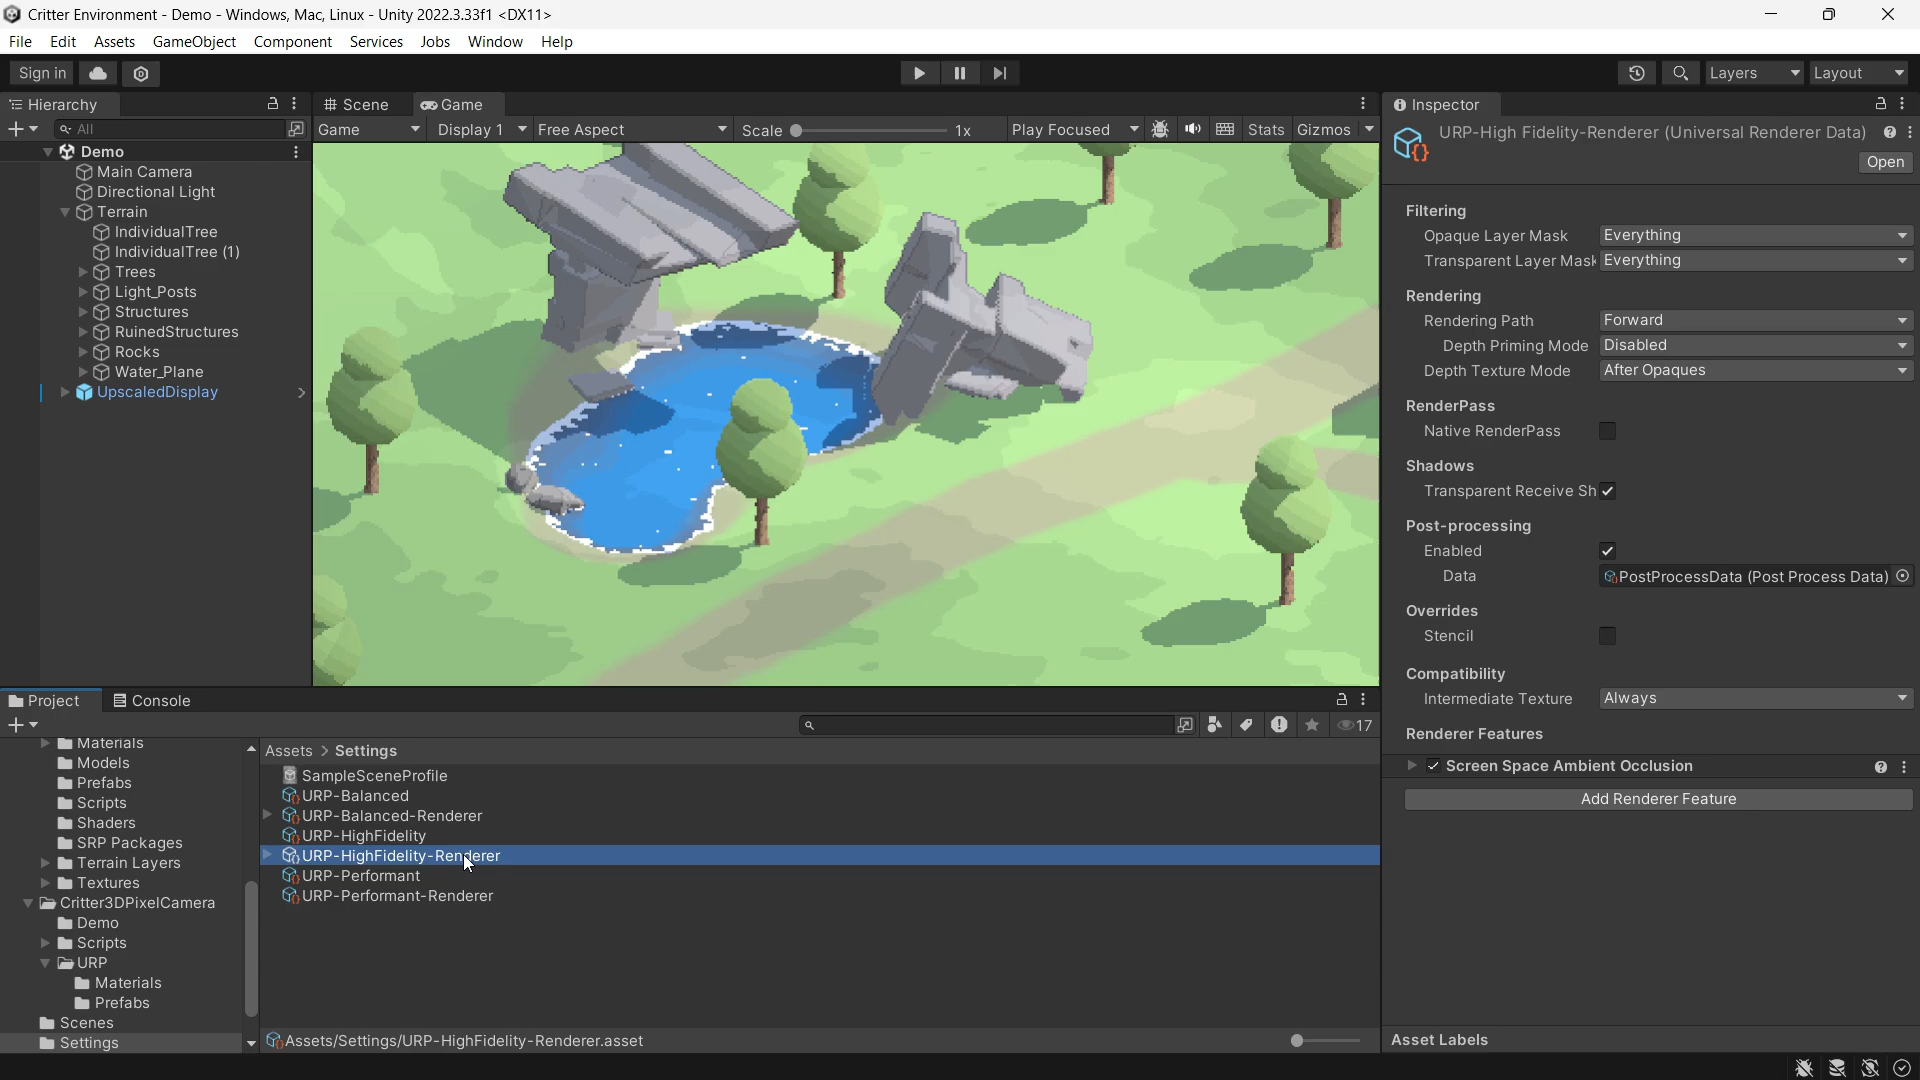 Critter Environment - Demo - Windows, Mac, Linux - Unity 2022.3.33f1 <DX11>
File Edit Assets GameObject Component Services Jobs Window Help
Sign in Layers Layout
Hierarchy
All
Demo
Main Camera
Directional Light
Terrain
IndividualTree
IndividualTree (1)
Trees
Light_Posts
Structures
RuinedStructures
Rocks
Water_Plane
UpscaledDisplay
Scene Game
Game Display 1 Free Aspect Scale 1x Play Focused Stats Gizmos
Inspector
URP-High Fidelity-Renderer (Universal Renderer Data)
Open
Filtering
Opaque Layer Mask Everything
Transparent Layer Mask Everything
Rendering
Rendering Path Forward
Depth Priming Mode Disabled
Depth Texture Mode After Opaques
RenderPass
Native RenderPass
Shadows
Transparent Receive Sh
Post-processing
Enabled
Data PostProcessData (Post Process Data)
Overrides
Stencil
Compatibility
Intermediate Texture Always
Renderer Features
Screen Space Ambient Occlusion
Add Renderer Feature
Asset Labels
Project Console
17
Materials
Models
Prefabs
Scripts
Shaders
SRP Packages
Terrain Layers
Textures
Critter3DPixelCamera
Demo
Scripts
URP
Materials
Prefabs
Scenes
Settings
Assets > Settings
SampleSceneProfile
URP-Balanced
URP-Balanced-Renderer
URP-HighFidelity
URP-HighFidelity-Renderer
URP-Performant
URP-Performant-Renderer
Assets/Settings/URP-HighFidelity-Renderer.asset